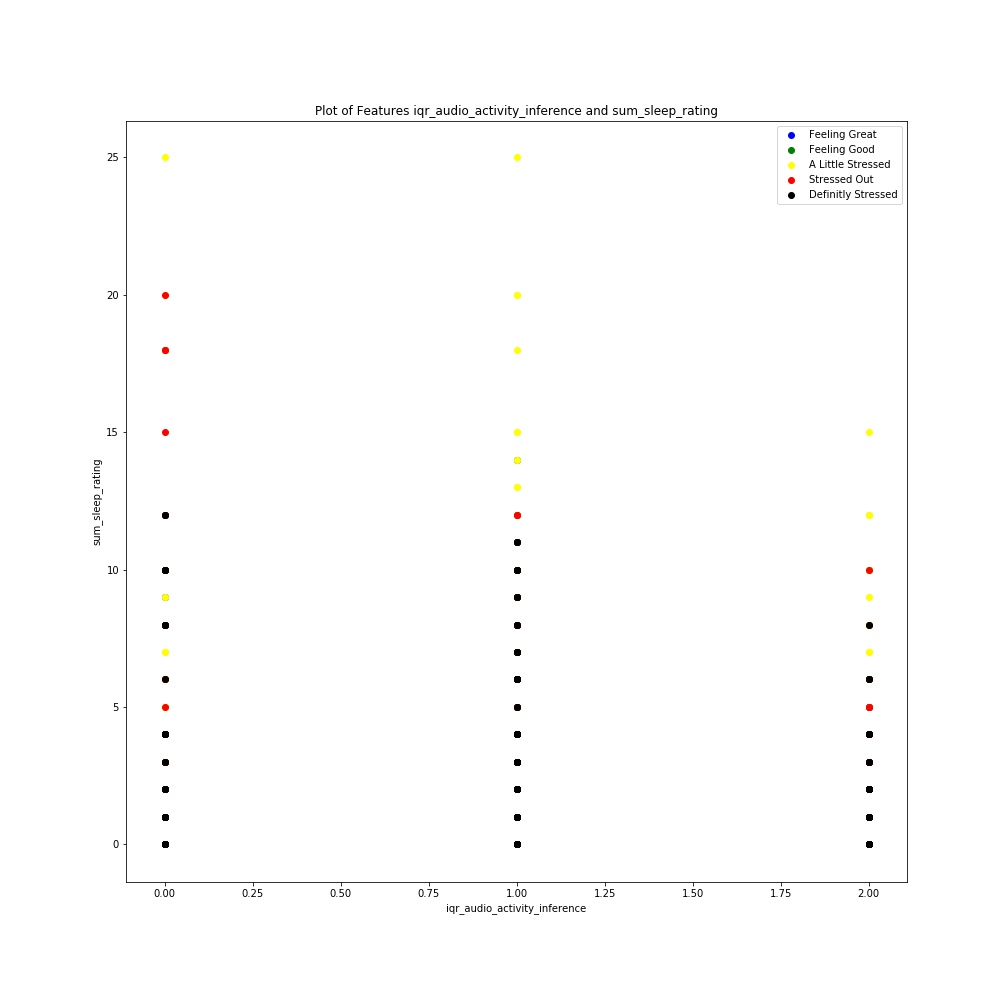 Plot of Features iqr_audio_activity_inference and sum_sleep_rating
Feeling Great
Feeling Good
A Little Stressed
Stressed Out
Definitly Stressed
25
20
15
10
5
0
sum_sleep_rating
0.00 0.25 0.50 0.75 1.00 1.25 1.50 1.75 2.00
iqr_audio_activity_inference